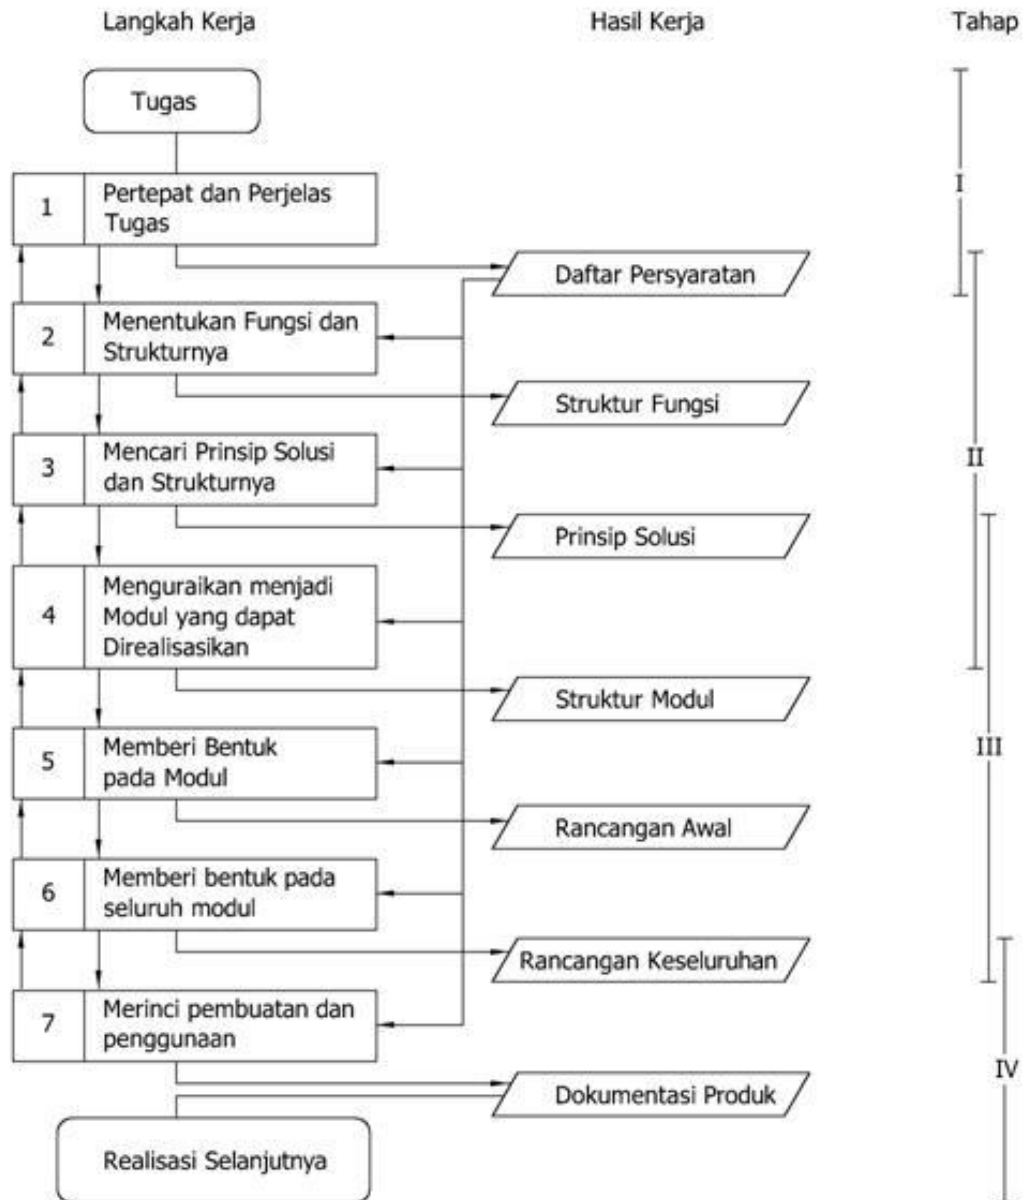 Langkah Kerja
Hasil Kerja
Tahap
Tugas
I
1
Pertepat dan Perjelas
Tugas
Daftar Persyaratan
2
Menentukan Fungsi dan
Strukturnya
Struktur Fungsi
3
Mencari Prinsip Solusi
dan Strukturnya
II
Prinsip Solusi
4
Menguraikan menjadi
Modul yang dapat
Direalisasikan
Struktur Modul
5
Memberi Bentuk
pada Modul
III
Rancangan Awal
6
Memberi bentuk pada
seluruh modul
Rancangan Keseluruhan
7
Merinci pembuatan dan
penggunaan
IV
Dokumentasi Produk
Realisasi Selanjutnya